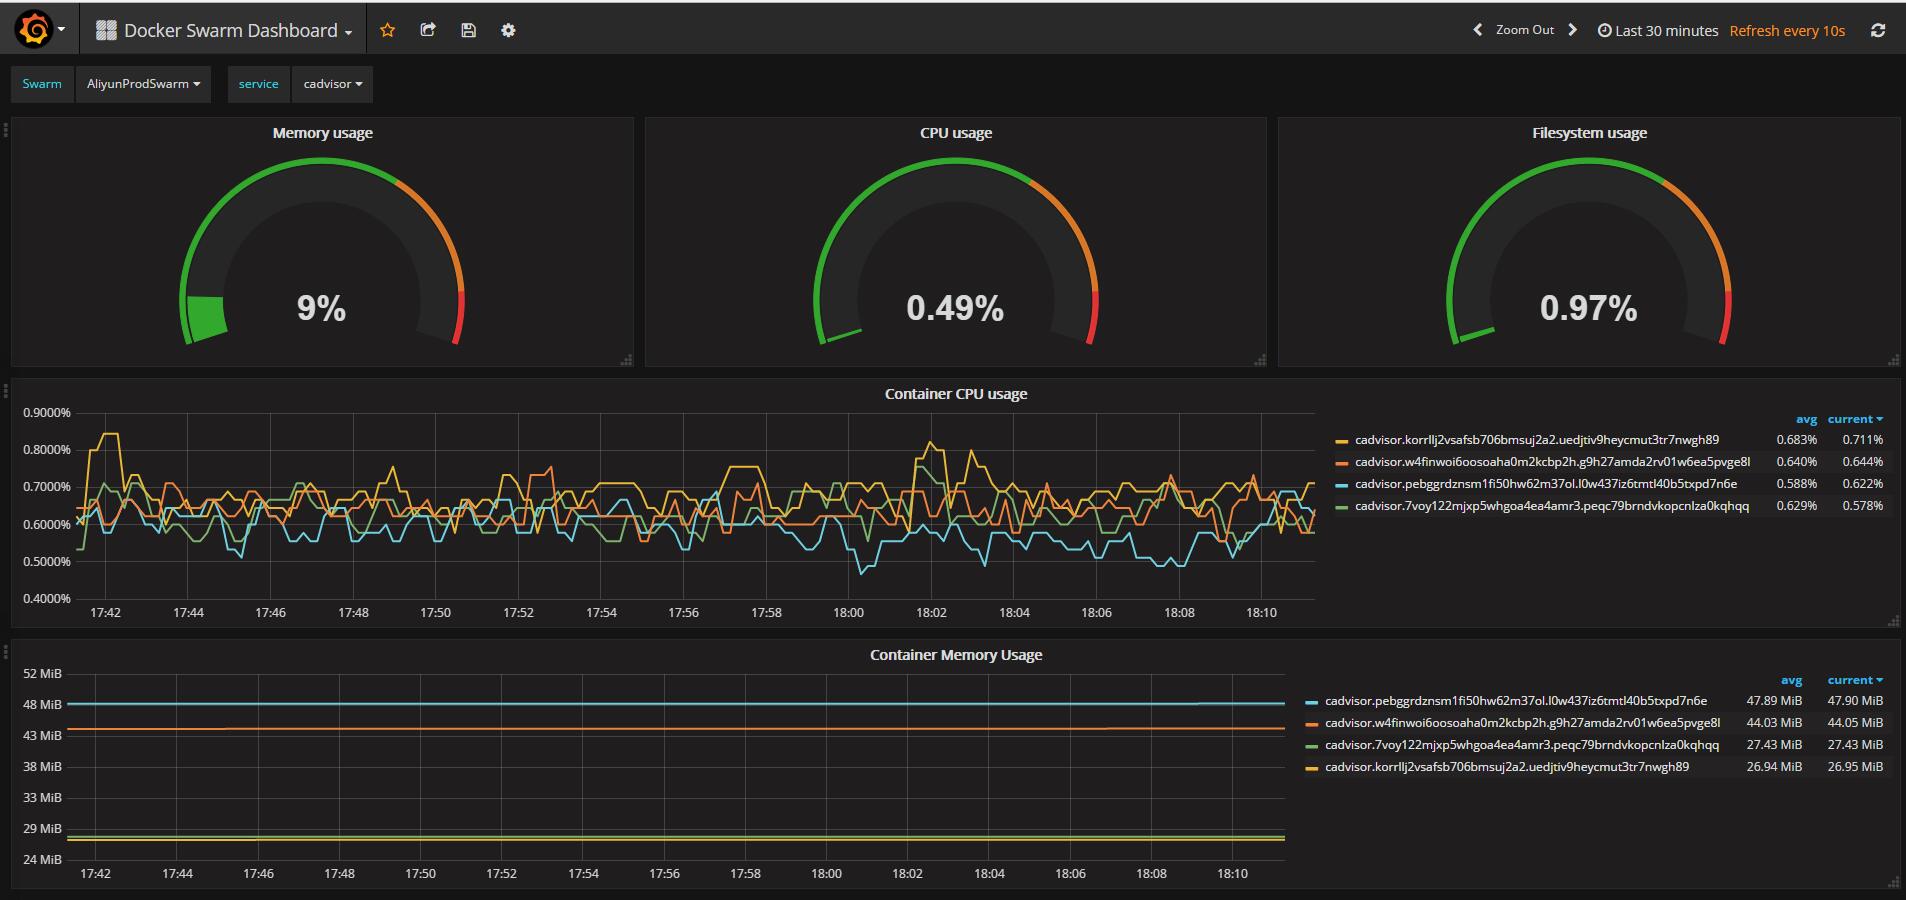 Docker Swarm Dashboard
Zoom Out
Last 30 minutes
Refresh every 10s
Swarm
AliyunProdSwarm
service
cadvisor
Memory usage
9%
CPU usage
0.49%
Filesystem usage
0.97%
Container CPU usage
0.9000%
0.8000%
0.7000%
0.6000%
0.5000%
0.4000%
17:42 17:44 17:46 17:48 17:50 17:52 17:54 17:56 17:58 18:00 18:02 18:04 18:06 18:08 18:10
avg current
cadvisor.korrllj2vsafsb706bmsuj2a2.uedjtiv9heycmut3tr7nwgh89 0.683% 0.711%
cadvisor.w4finwoi6oosoaha0m2kcbp2h.g9h27amda2rv01w6ea5pvge8l 0.640% 0.644%
cadvisor.pebggrdznsm1fi50hw62m37ol.l0w437iz6tmtl40b5txpd7n6e 0.588% 0.622%
cadvisor.7voy122mjxp5whgoa4ea4amr3.peqc79brndvkopcnlza0kqhqq 0.629% 0.578%
Container Memory Usage
52 MiB
48 MiB
43 MiB
38 MiB
33 MiB
29 MiB
24 MiB
17:42 17:44 17:46 17:48 17:50 17:52 17:54 17:56 17:58 18:00 18:02 18:04 18:06 18:08 18:10
avg current
cadvisor.pebggrdznsm1fi50hw62m37ol.l0w437iz6tmtl40b5txpd7n6e 47.89 MiB 47.90 MiB
cadvisor.w4finwoi6oosoaha0m2kcbp2h.g9h27amda2rv01w6ea5pvge8l 44.03 MiB 44.05 MiB
cadvisor.7voy122mjxp5whgoa4ea4amr3.peqc79brndvkopcnlza0kqhqq 27.43 MiB 27.43 MiB
cadvisor.korrllj2vsafsb706bmsuj2a2.uedjtiv9heycmut3tr7nwgh89 26.94 MiB 26.95 MiB